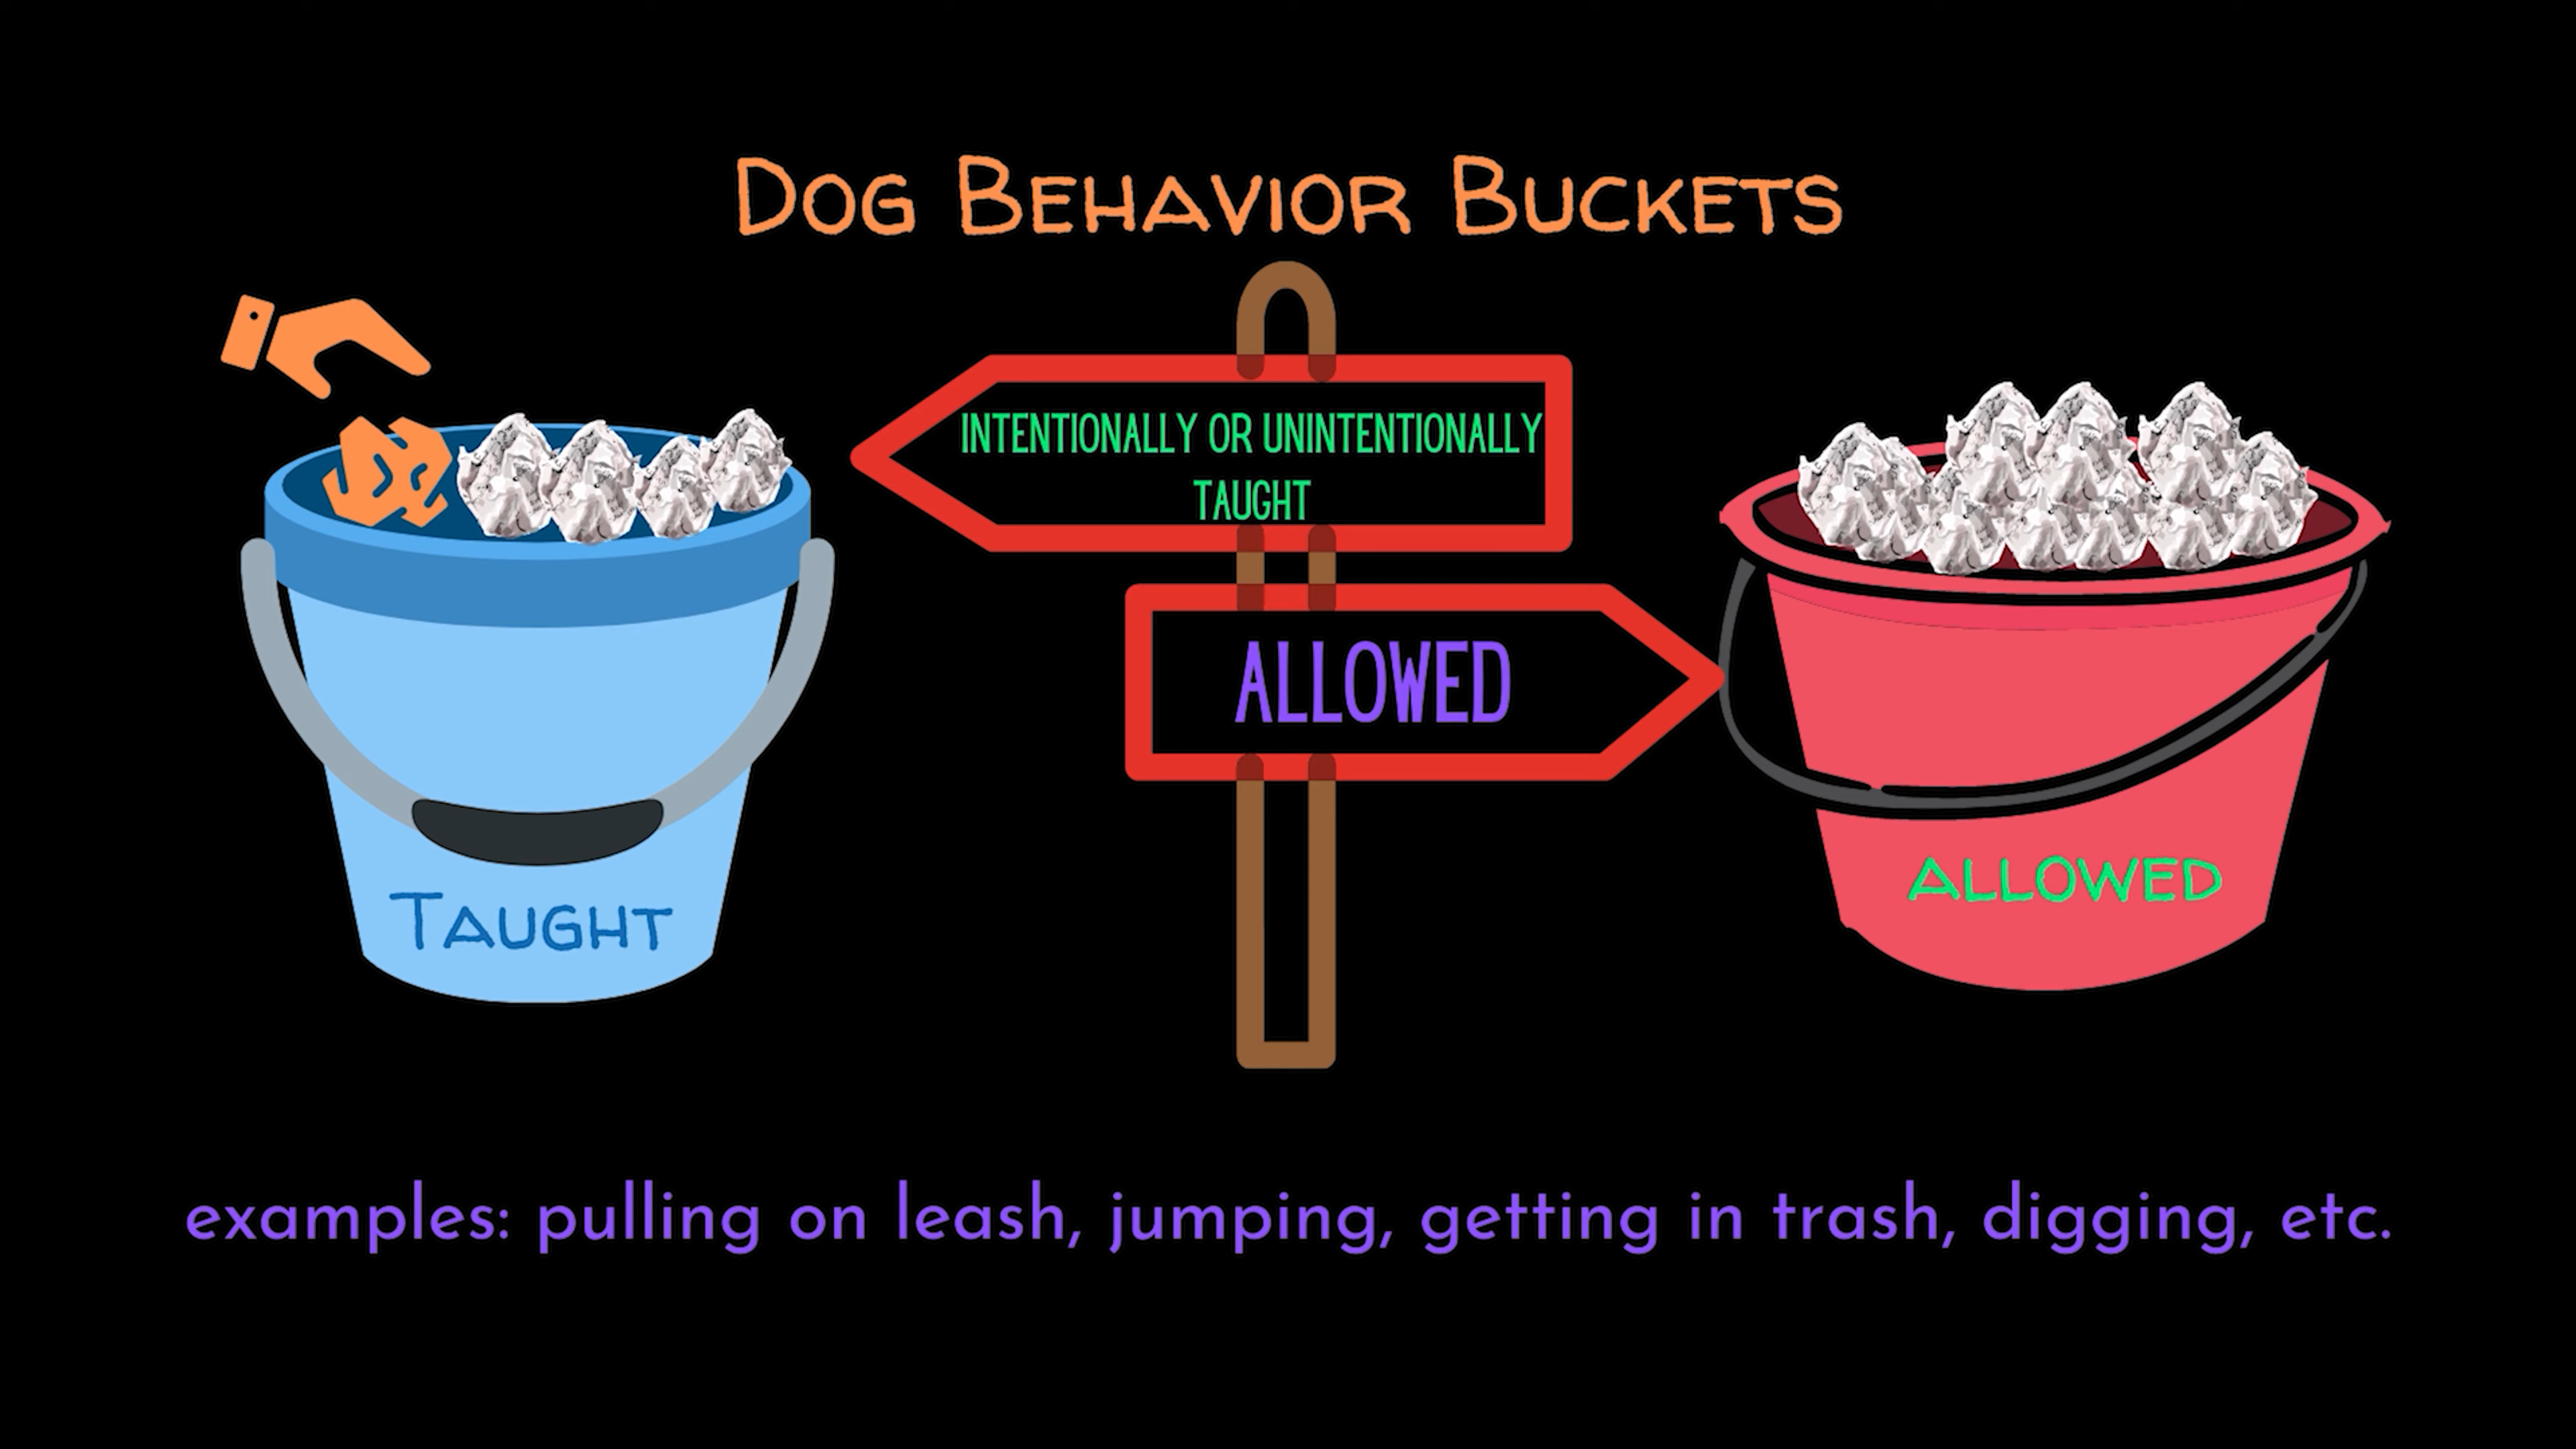 Dog Behavior Buckets
INTENTIONALLY OR UNINTENTIONALLY
TAUGHT
ALLOWED
TAUGHT
ALLOWED
examples: pulling on leash, jumping, getting in trash, digging, etc.